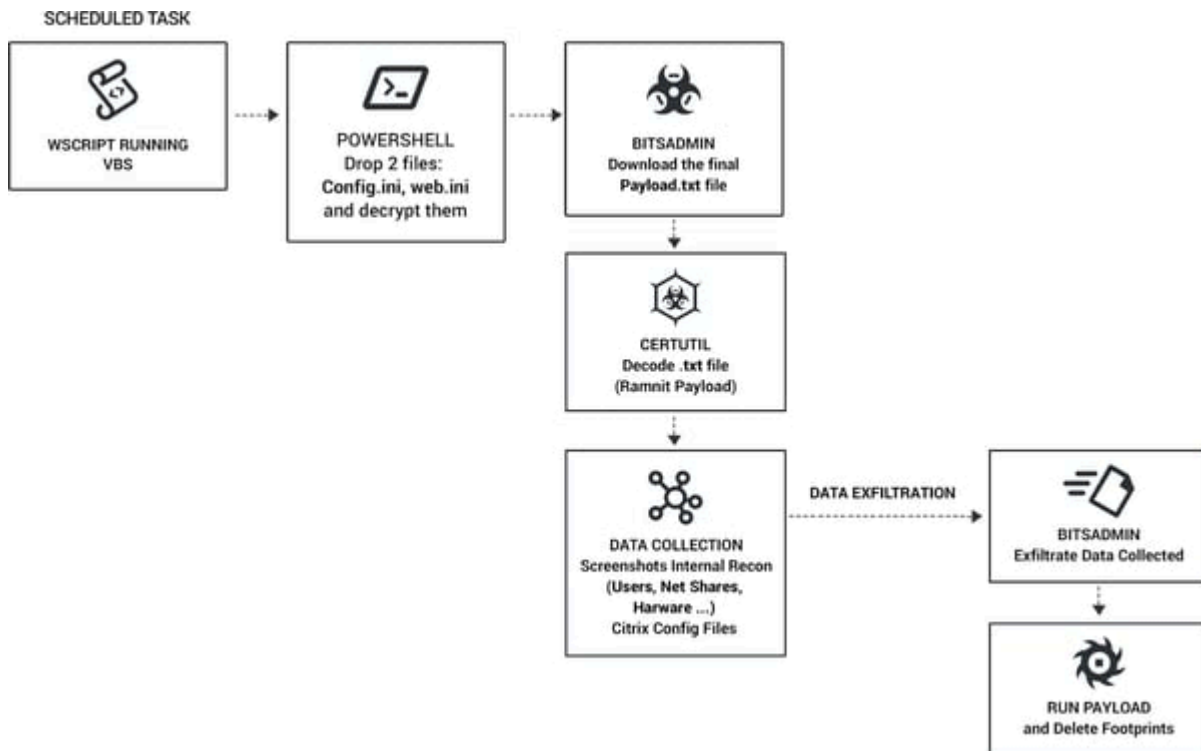 SCHEDULED TASK
WSCRIPT RUNNING
VBS
POWERSHELL
Drop 2 files:
Config.ini, web.ini
and decrypt them
BITSADMIN
Download the final
Payload.txt file
CERTUTIL
Decode .txt file
(Ramnit Payload)
DATA COLLECTION
Screenshots Internal Recon
(Users, Net Shares,
Harware ...)
Citrix Config Files
DATA EXFILTRATION
BITSADMIN
Exfiltrate Data Collected
RUN PAYLOAD
and Delete Footprints